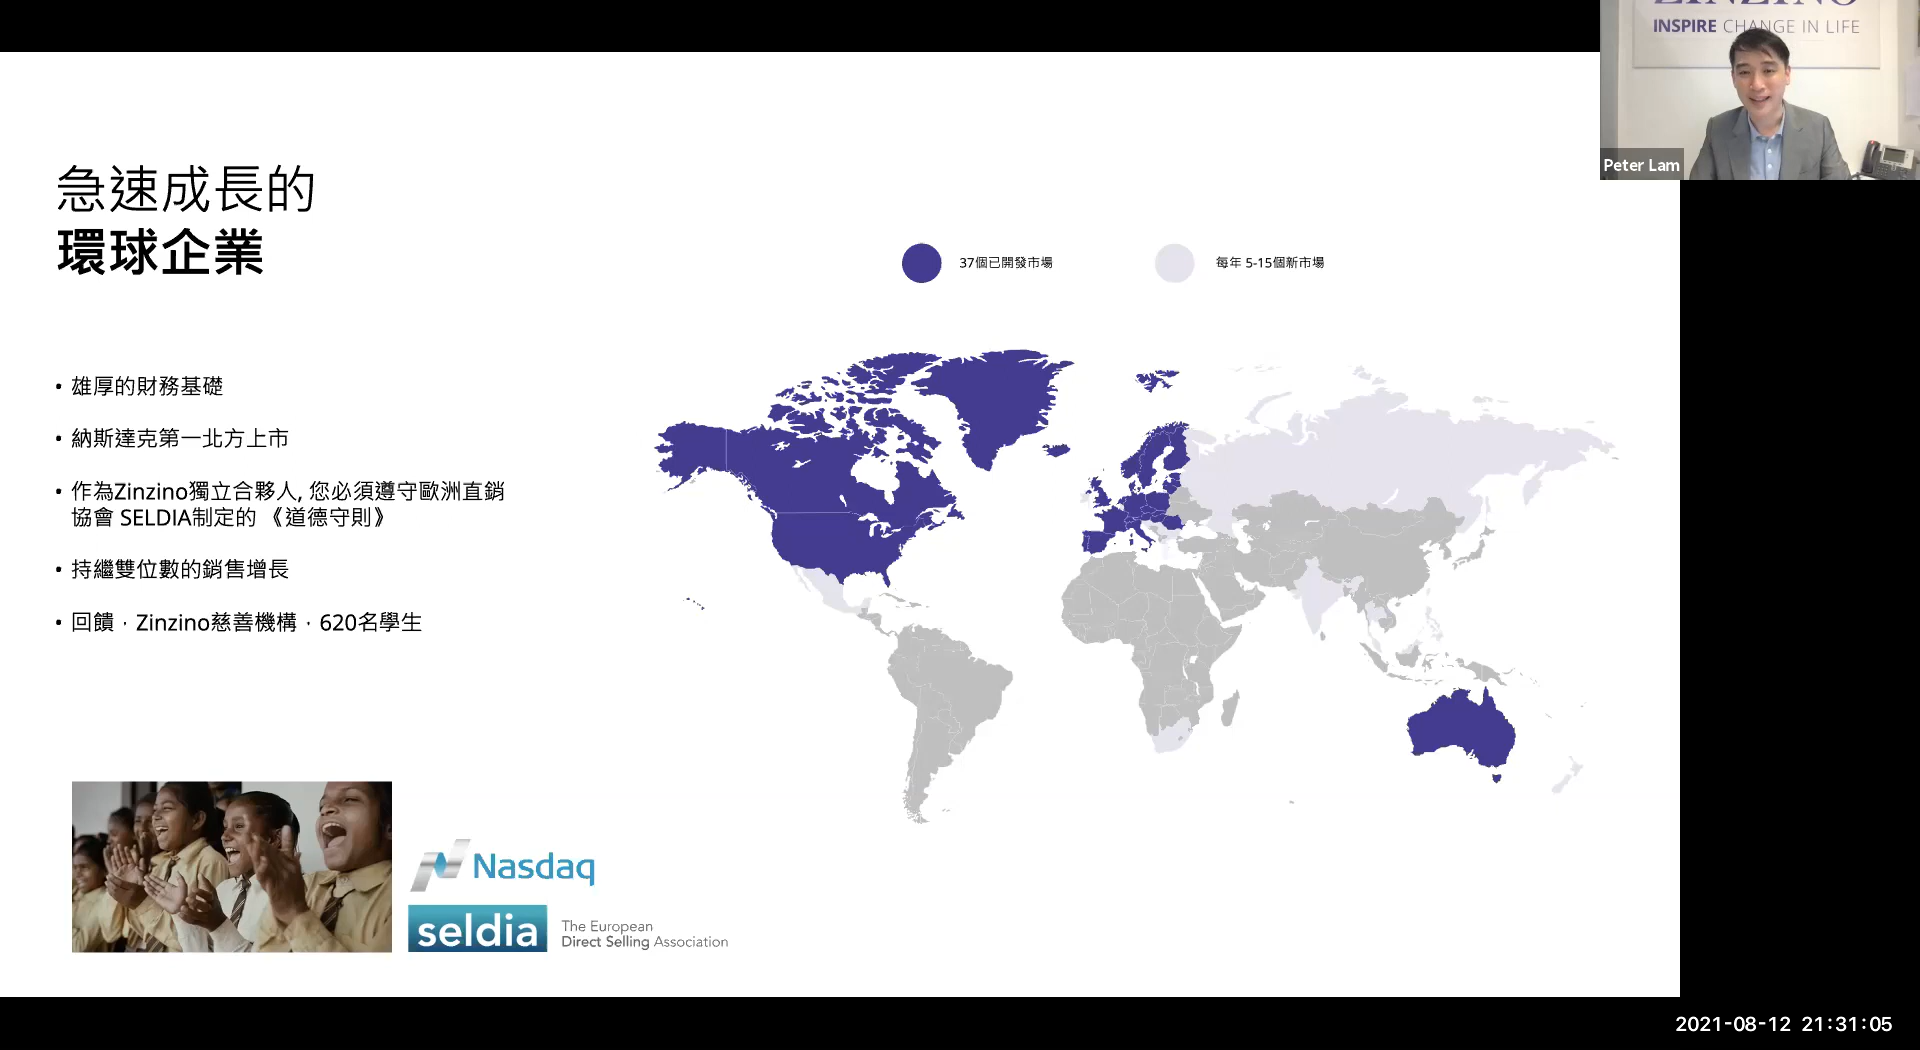 ZINZINO
INSPIRE CHANGE IN LIFE
Peter Lam
急速成長的
環球企業
37個已開發市場
每年 5-15個新市場
• 雄厚的財務基礎
• 納斯達克第一北方上市
• 作為Zinzino獨立合夥人, 您必須遵守歐洲直銷
協會 SELDIA制定的 《道德守則》
• 持繼雙位數的銷售增長
• 回饋，Zinzino慈善機構，620名學生
Nasdaq
seldia
The European
Direct Selling Association
2021-08-12 21:31:05